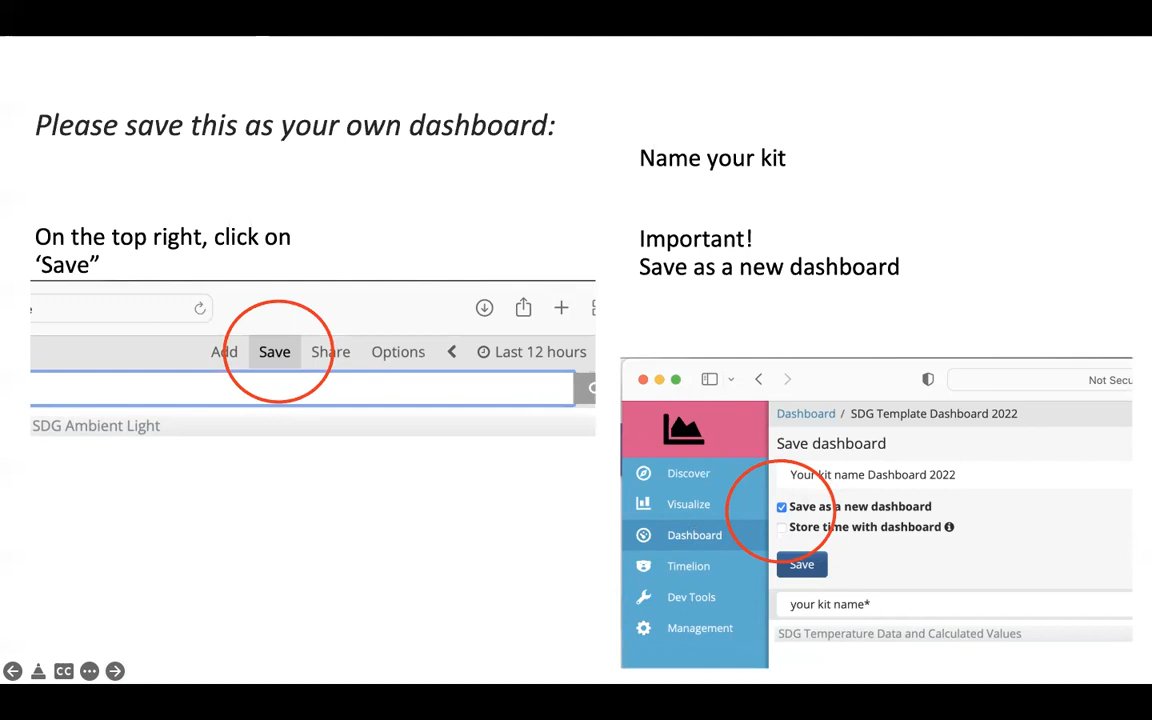 Please save this as your own dashboard:
On the top right, click on
‘Save”
Add Save Share Options Last 12 hours
SDG Ambient Light
Name your kit
Important!
Save as a new dashboard
Not Secu
Dashboard / SDG Template Dashboard 2022
Save dashboard
Your kit name Dashboard 2022
Save as a new dashboard
Store time with dashboard
Save
your kit name*
SDG Temperature Data and Calculated Values
Discover
Visualize
Dashboard
Timelion
Dev Tools
Management
CC